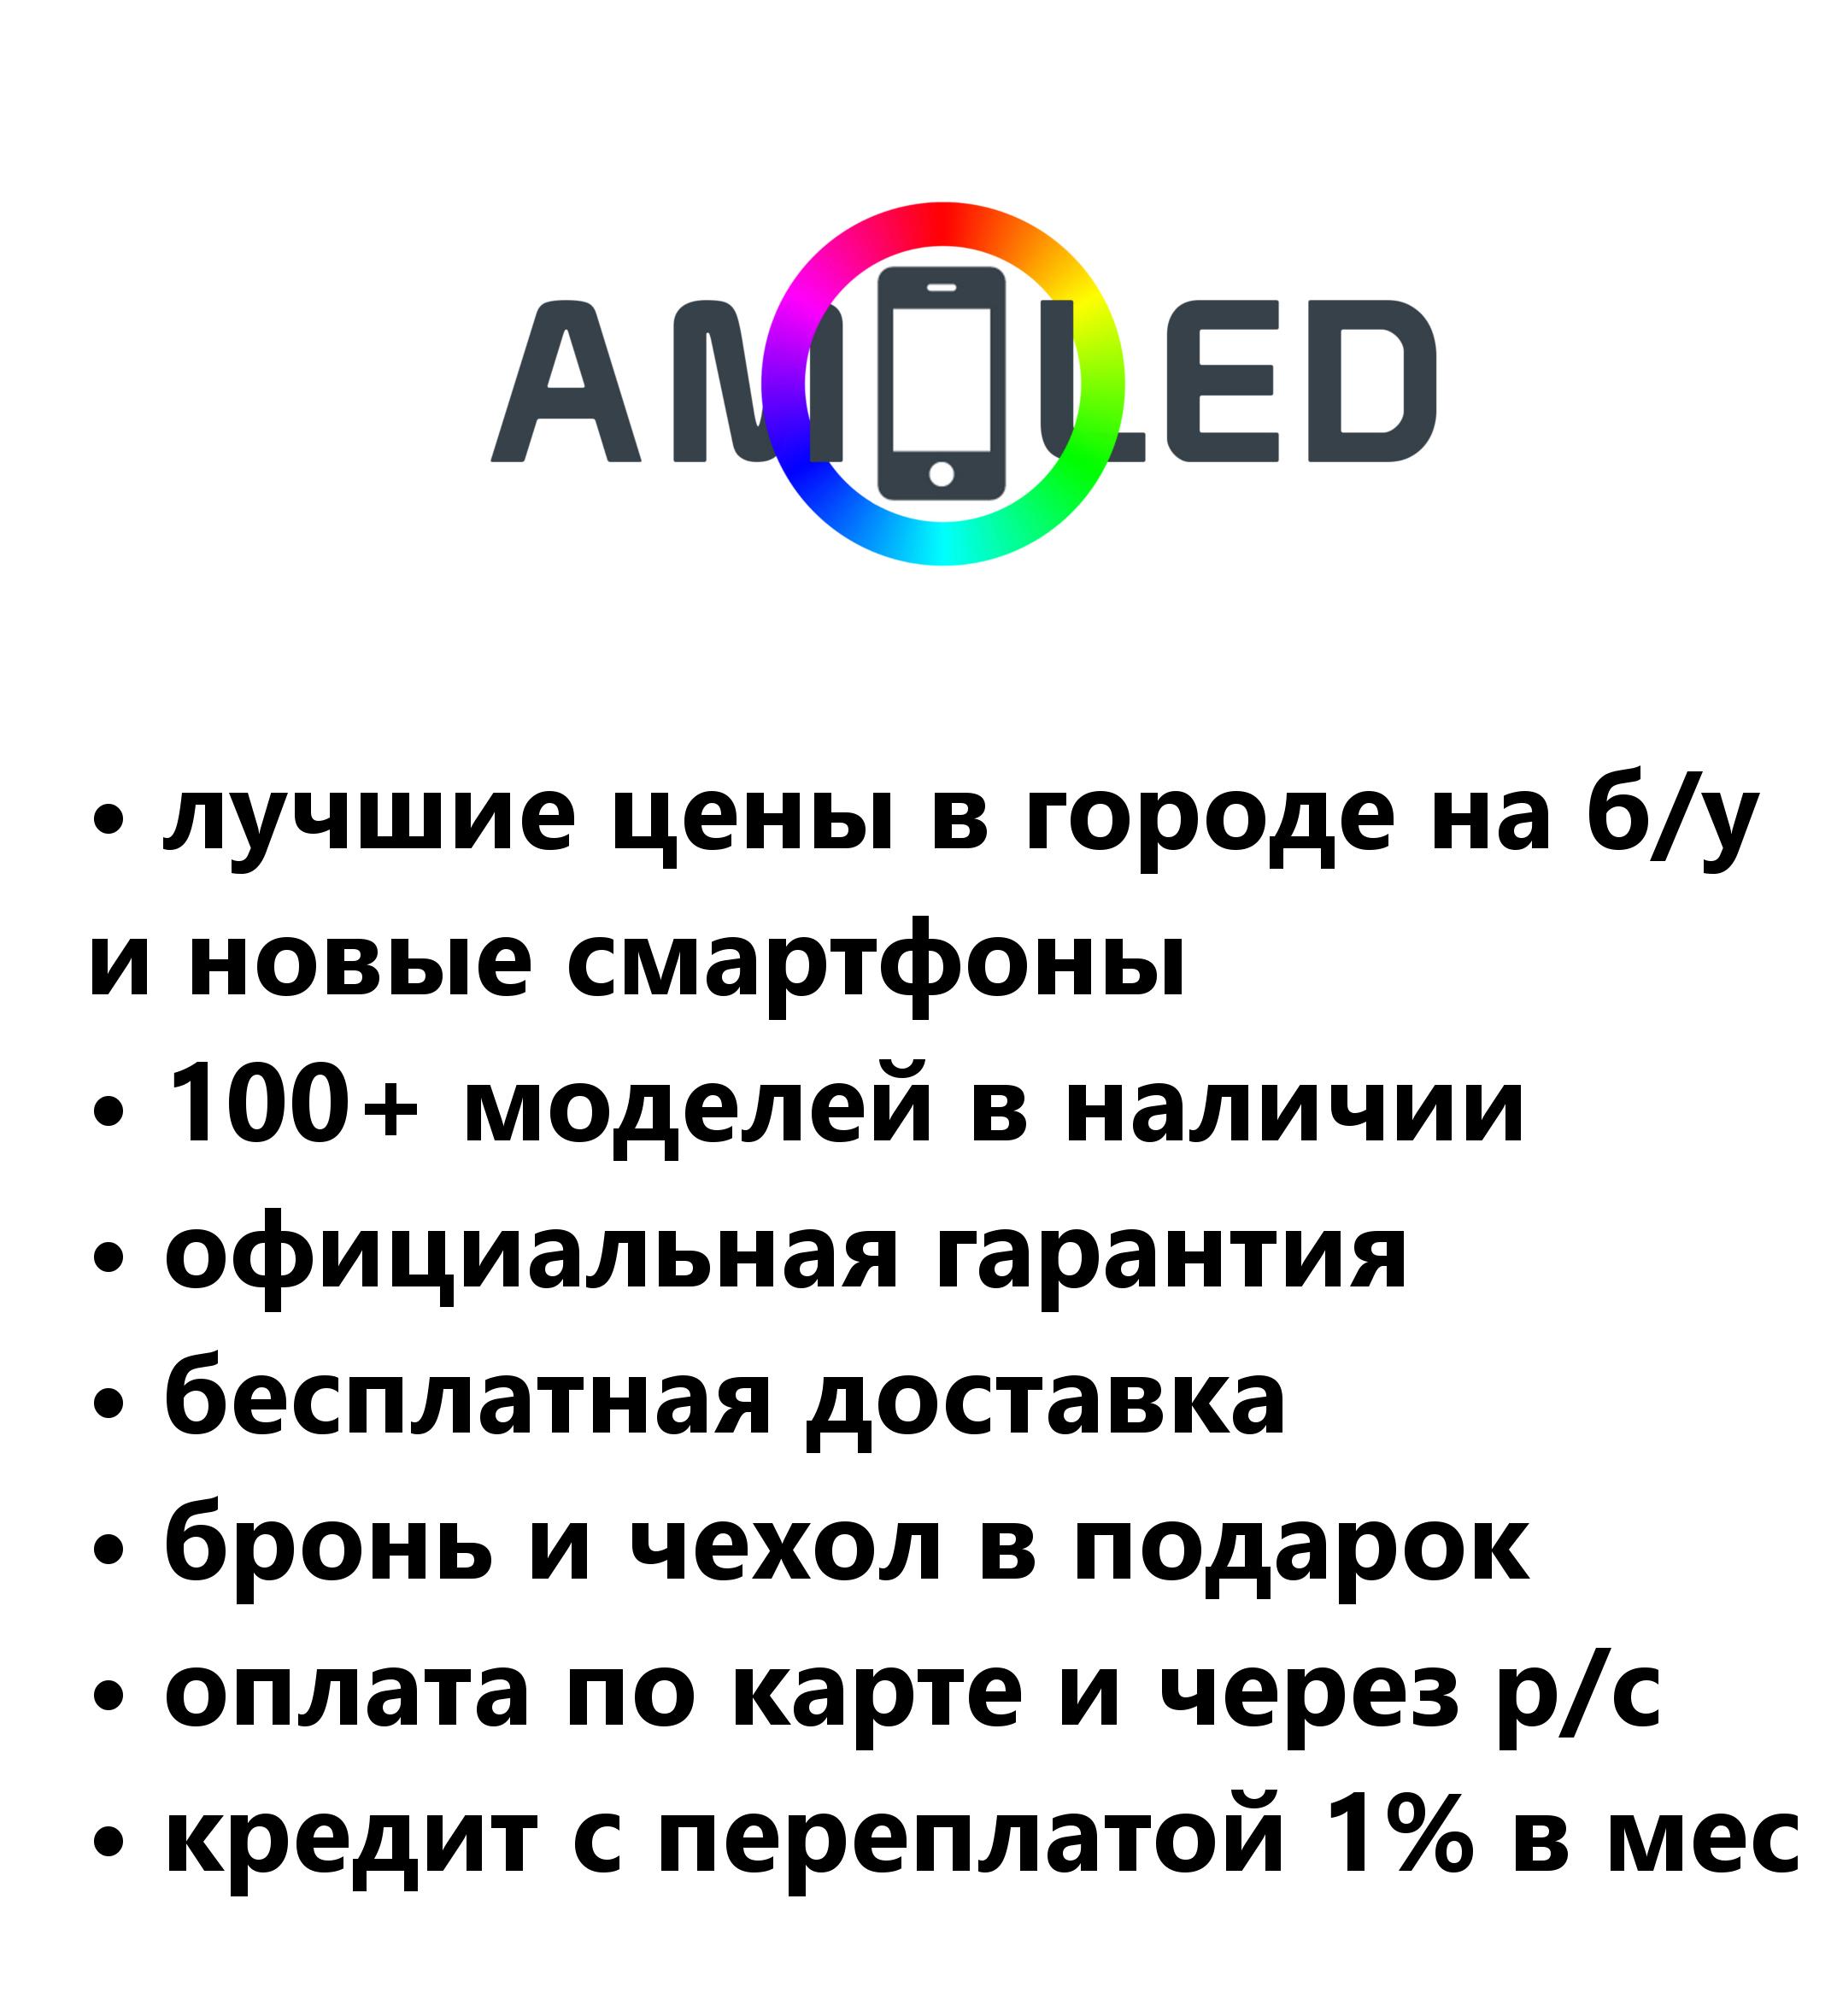 AMOLED
• лучшие цены в городе на б/у
и новые смартфоны
• 100+ моделей в наличии
• официальная гарантия
• бесплатная доставка
• бронь и чехол в подарок
• оплата по карте и через р/с
• кредит с переплатой 1% в мес